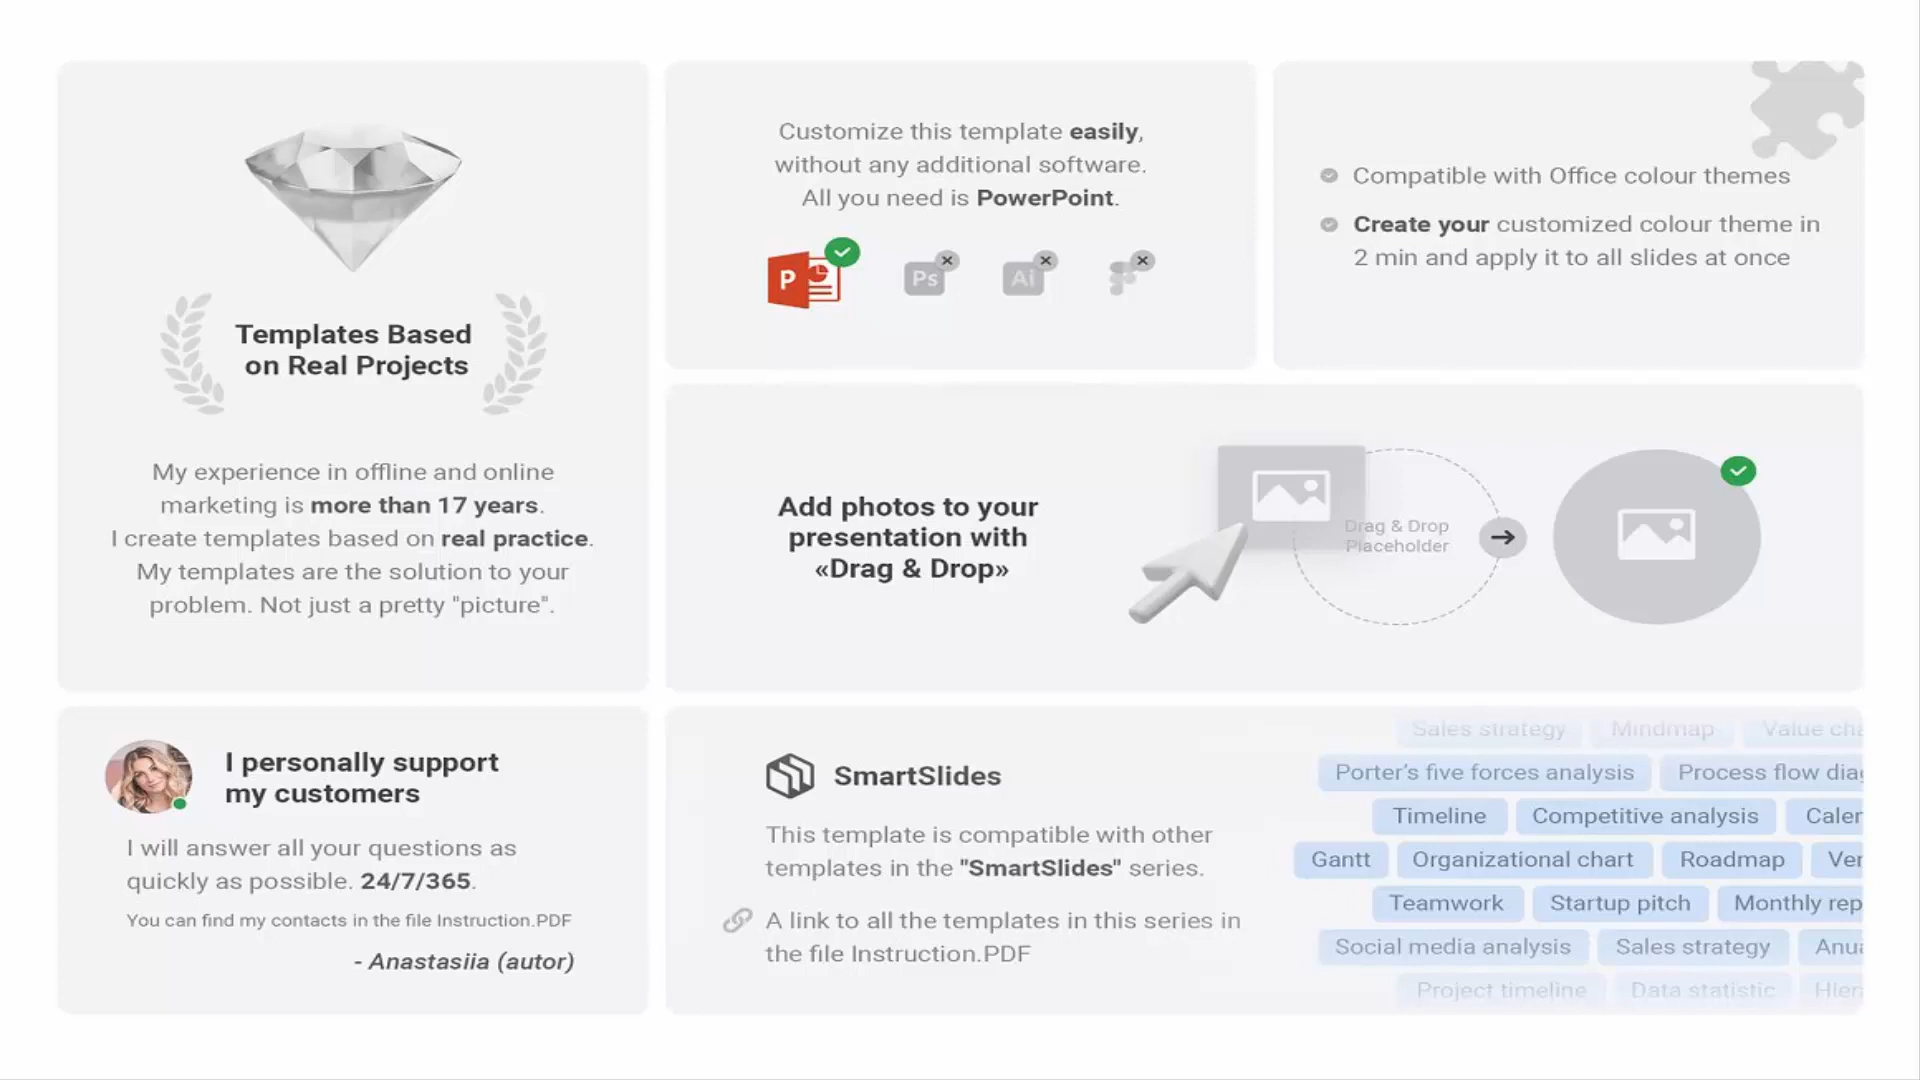 Templates Based
on Real Projects
My experience in offline and online
marketing is more than 17 years.
I create templates based on real practice.
My templates are the solution to your
problem. Not just a pretty "picture".
Customize this template easily,
without any additional software.
All you need is PowerPoint.
P
Ps
Ai
Compatible with Office colour themes
Create your customized colour theme in
2 min and apply it to all slides at once
Add photos to your
presentation with
«Drag & Drop»
Drag & Drop
Placeholder
I personally support
my customers
I will answer all your questions as
quickly as possible. 24/7/365.
You can find my contacts in the file Instruction.PDF
- Anastasiia (autor)
SmartSlides
This template is compatible with other
templates in the "SmartSlides" series.
A link to all the templates in this series in
the file Instruction.PDF
Sales strategy Mindmap Value
Porter's five forces analysis Process flow
Timeline Competitive analysis
Gantt Organizational chart Roadmap
Teamwork Startup pitch Monthly
Social media analysis Sales strategy
Project timeline Data statistic